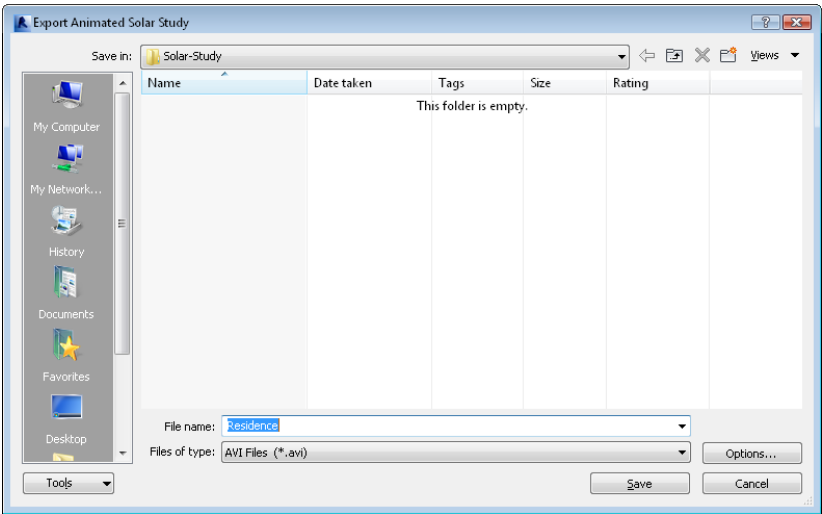 Export Animated Solar Study
Save in: Solar-Study Views
Name Date taken Tags Size Rating
This folder is empty.
My Computer
My Network...
History
Documents
Favorites
Desktop
File name: Residence
Files of type: AVI Files (*.avi) Options...
Tools Save Cancel